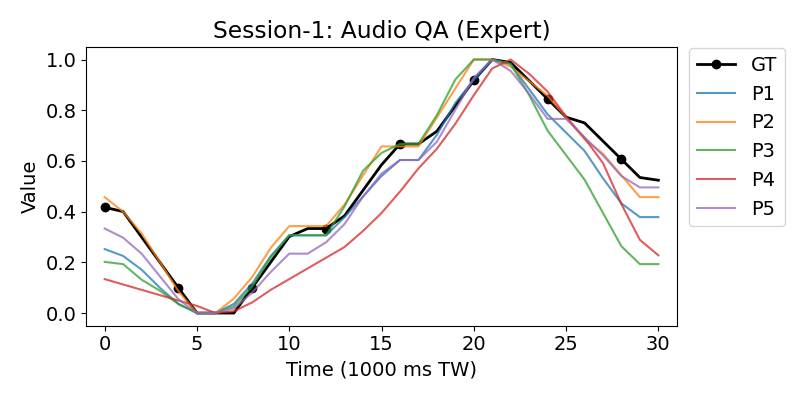 Session-1: Audio QA (Expert)
Value
1.0
0.8
0.6
0.4
0.2
0.0
0 5 10 15 20 25 30
Time (1000 ms TW)
GT
P1
P2
P3
P4
P5